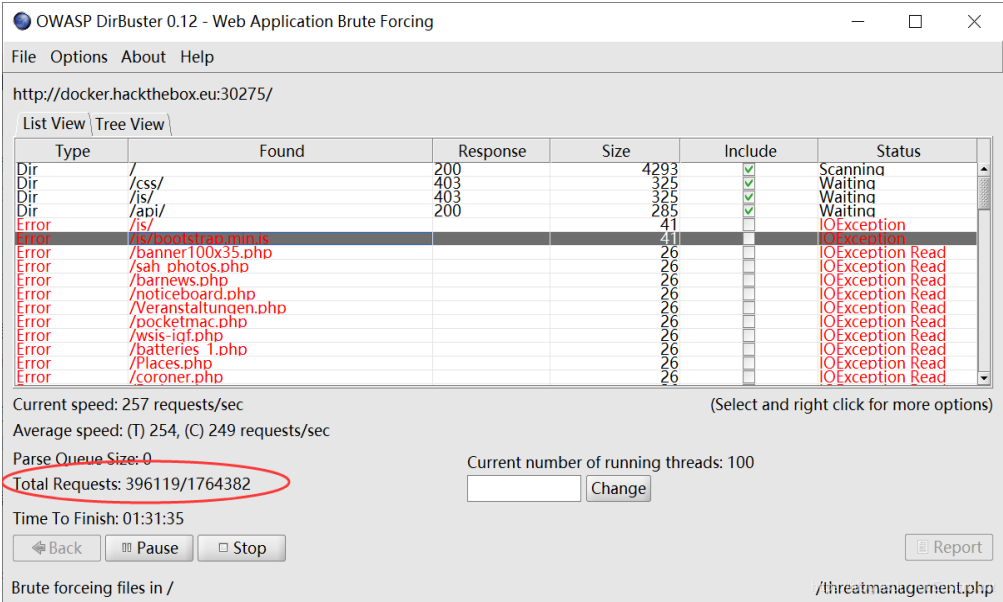 OWASP DirBuster 0.12 - Web Application Brute Forcing
File Options About Help
http://docker.hackthebox.eu:30275/
List View Tree View
Type Found Response Size Include Status
Dir / 200 4293 Scanning
Dir /css/ 403 325 Waiting
Dir /js/ 403 325 Waiting
Dir /api/ 200 285 Waiting
Error /js/ 41 IOException
Error /js/bootstrap.min.js 41 IOException
Error /banner100x35.php 26 IOException Read
Error /sah_photos.php 26 IOException Read
Error /barnews.php 26 IOException Read
Error /noticeboard.php 26 IOException Read
Error /Veranstaltungen.php 26 IOException Read
Error /pocketmac.php 26 IOException Read
Error /wsis-igf.php 26 IOException Read
Error /batteries_1.php 26 IOException Read
Error /Places.php 26 IOException Read
Error /coroner.php 26 IOException Read
Current speed: 257 requests/sec (Select and right click for more options)
Average speed: (T) 254, (C) 249 requests/sec
Parse Queue Size: 0
Current number of running threads: 100
Total Requests: 396119/1764382
Change
Time To Finish: 01:31:35
Back Pause Stop Report
Brute forceing files in / /threatmanagement.php